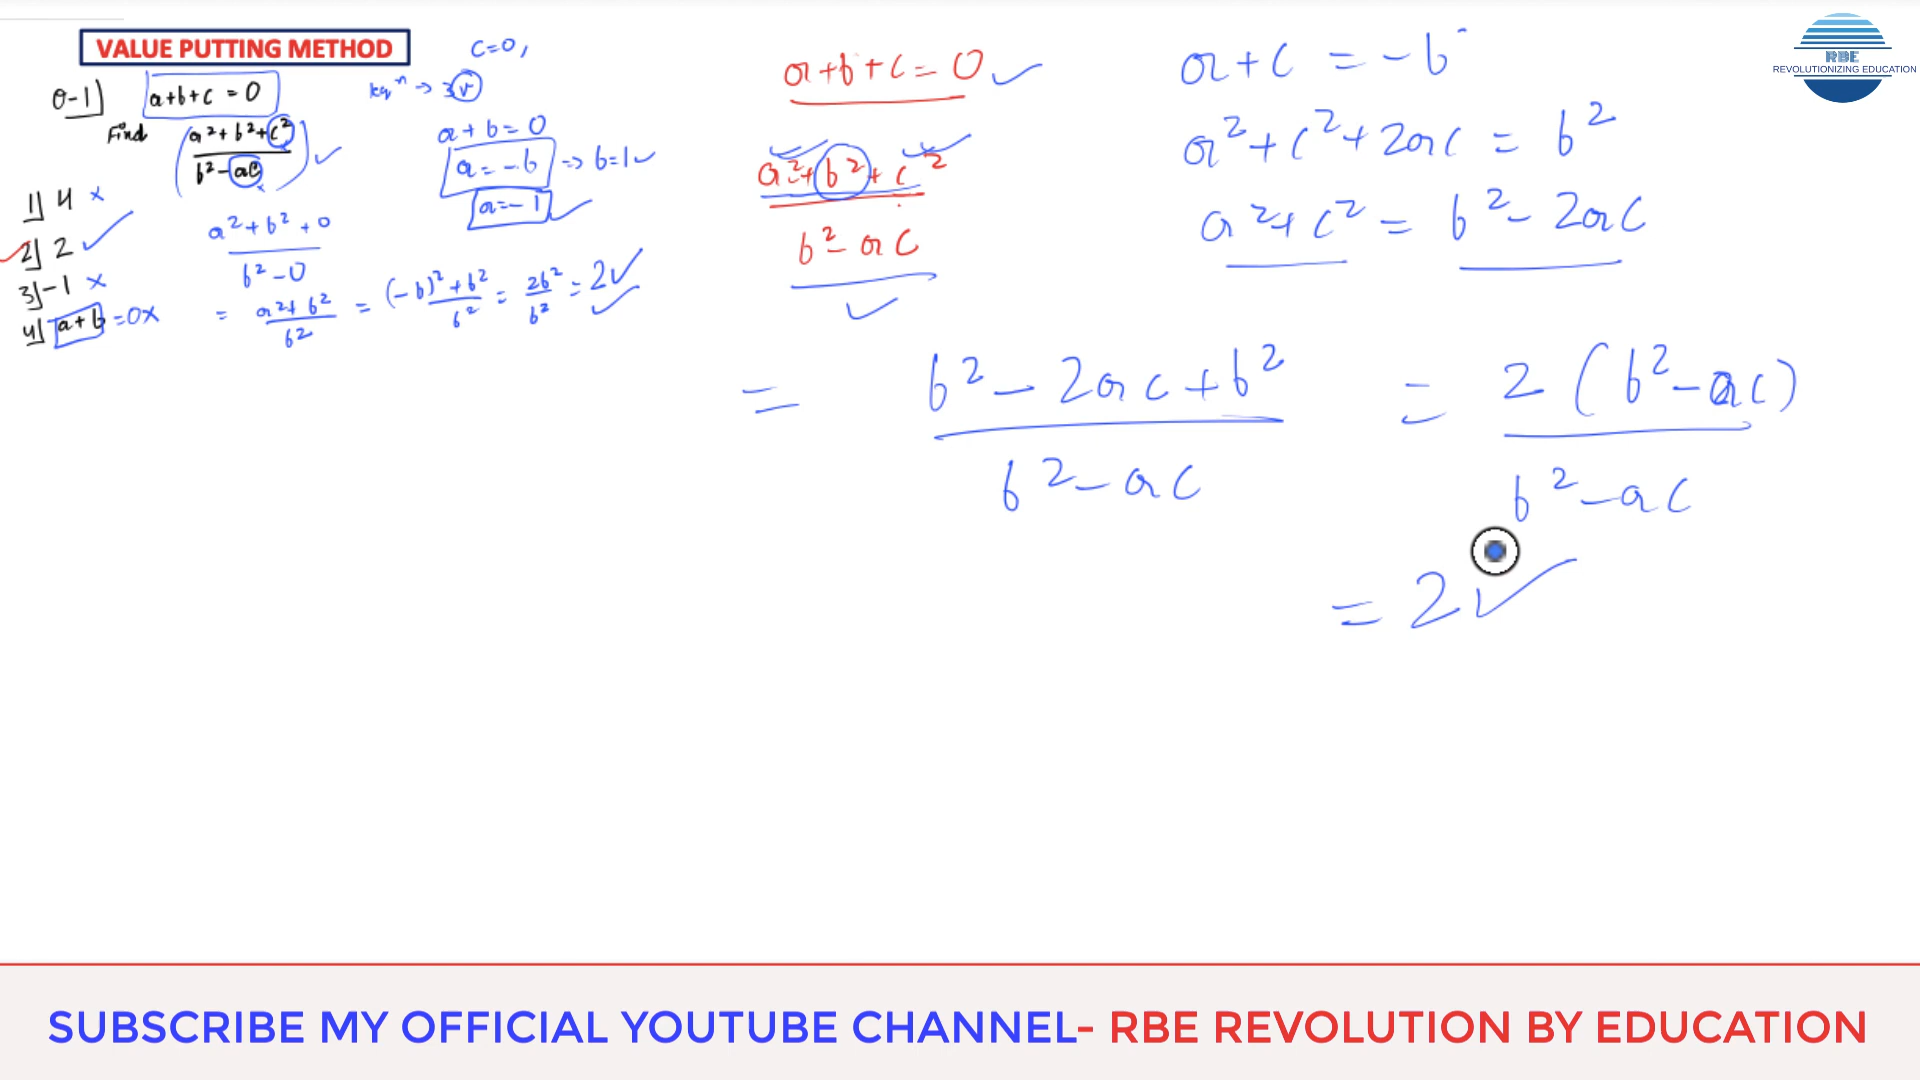 VALUE PUTTING METHOD
Q-1] a+b+c = 0
Find (a²+b²+c²)/(b²-ac)
1] 4 ×
2] 2 ✓
3] -1 ×
4] a+b =0×
c=0,
→ 3 v
a+b=0
a=-b => b=1✓
a=-1
(a²+b²+0)/(b²-0)
= (a²+b²)/b² = ((-b)²+b²)/b² = 2b²/b² = 2✓
a+b+c=0 ✓
(a²+b²+c²)/(b²-ac)
a+c = -b
a²+c²+2ac = b²
a²+c² = b²-2ac
= (b²-2ac+b²)/(b²-ac) = 2(b²-ac)/(b²-ac)
= 2✓
RBE
REVOLUTIONIZING EDUCATION
SUBSCRIBE MY OFFICIAL YOUTUBE CHANNEL- RBE REVOLUTION BY EDUCATION